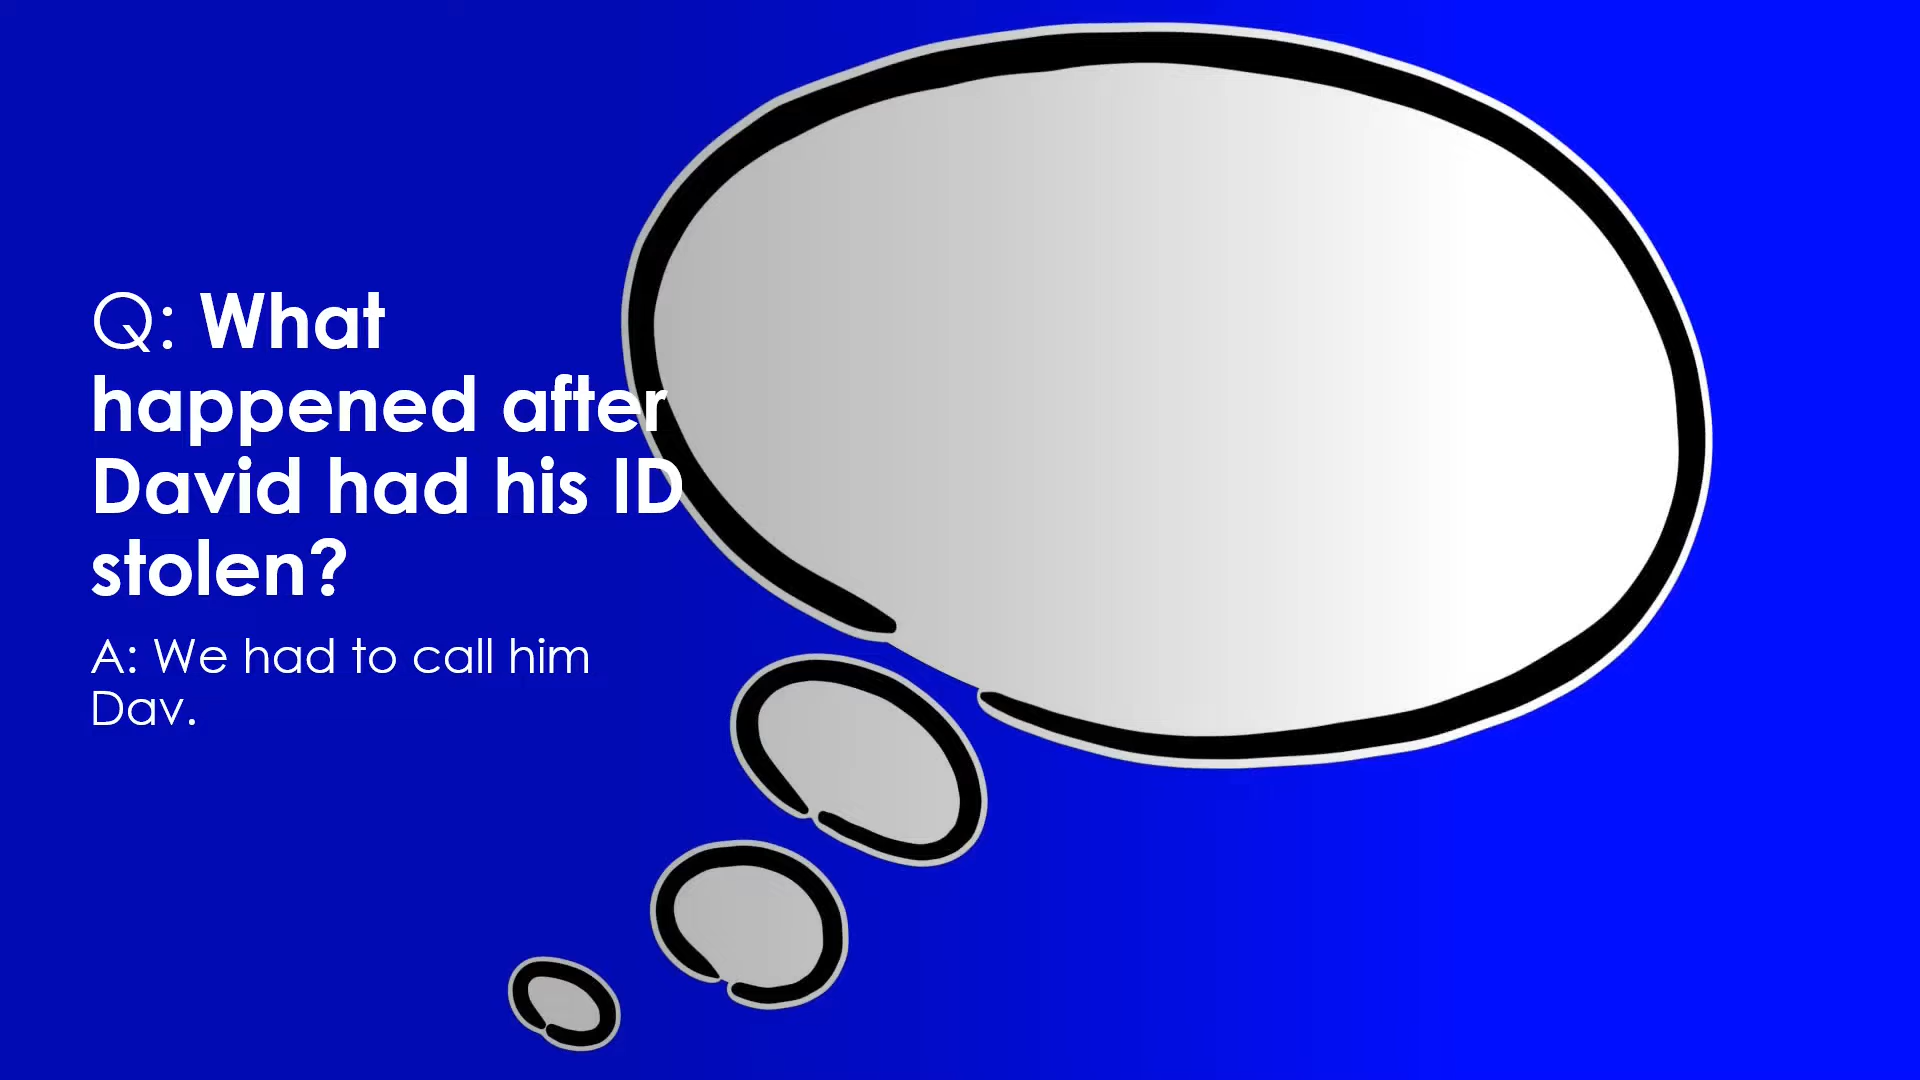 Q: What
happened after
David had his ID
stolen?
A: We had to call him
Dav.